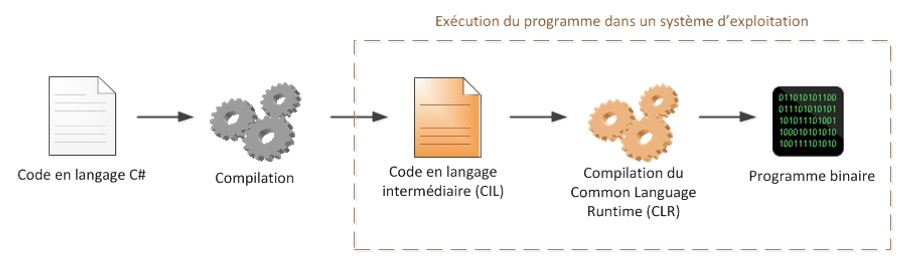 Exécution du programme dans un système d’exploitation
011010101100
011101010101
101011101001
100010101010
100111101010
Code en langage C#
Compilation
Code en langage
intermédiaire (CIL)
Compilation du
Common Language
Runtime (CLR)
Programme binaire